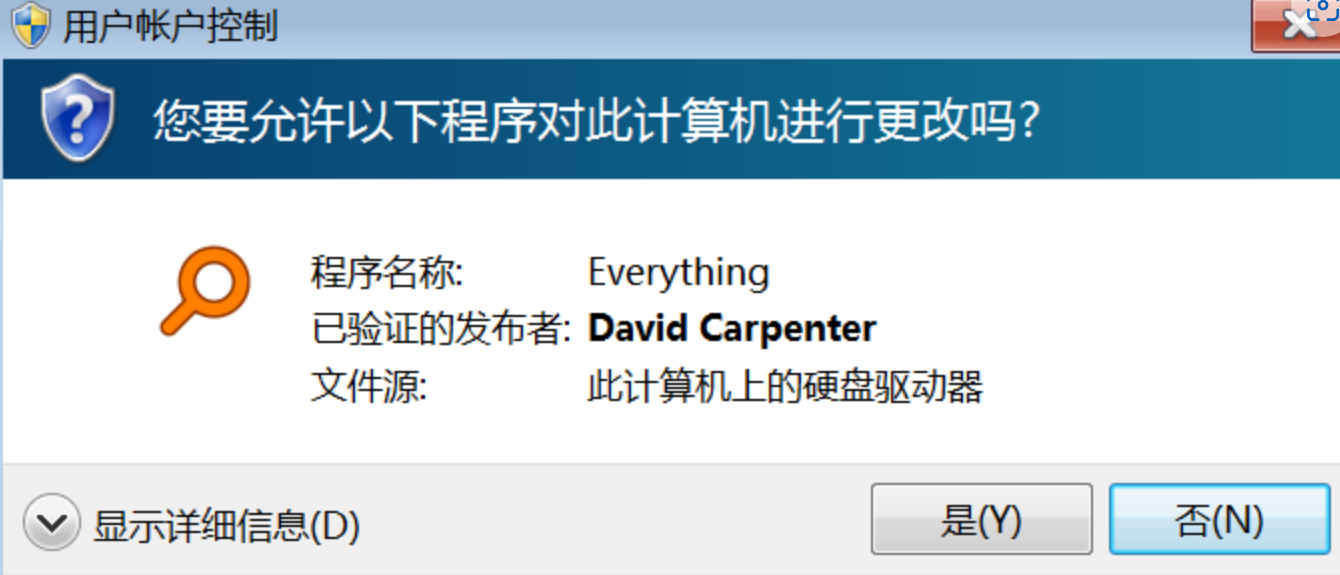 用户帐户控制
您要允许以下程序对此计算机进行更改吗?
程序名称: Everything
已验证的发布者: David Carpenter
文件源: 此计算机上的硬盘驱动器
显示详细信息(D) 是(Y) 否(N)